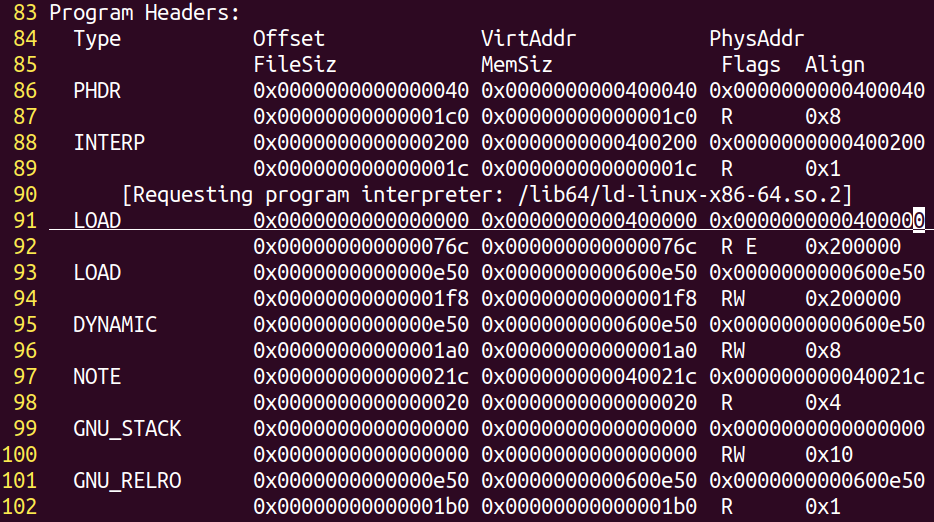 83 Program Headers:
84   Type           Offset             VirtAddr           PhysAddr
85                  FileSiz            MemSiz              Flags  Align
86   PHDR           0x0000000000000040 0x0000000000400040 0x0000000000400040
87                  0x00000000000001c0 0x00000000000001c0  R      0x8
88   INTERP         0x0000000000000200 0x0000000000400200 0x0000000000400200
89                  0x000000000000001c 0x000000000000001c  R      0x1
90       [Requesting program interpreter: /lib64/ld-linux-x86-64.so.2]
91   LOAD           0x0000000000000000 0x0000000000400000 0x0000000000400000
92                  0x000000000000076c 0x000000000000076c  R E    0x200000
93   LOAD           0x0000000000000e50 0x0000000000600e50 0x0000000000600e50
94                  0x00000000000001f8 0x00000000000001f8  RW     0x200000
95   DYNAMIC        0x0000000000000e50 0x0000000000600e50 0x0000000000600e50
96                  0x00000000000001a0 0x00000000000001a0  RW     0x8
97   NOTE           0x000000000000021c 0x000000000040021c 0x000000000040021c
98                  0x0000000000000020 0x0000000000000020  R      0x4
99   GNU_STACK      0x0000000000000000 0x0000000000000000 0x0000000000000000
100                 0x0000000000000000 0x0000000000000000  RW     0x10
101  GNU_RELRO      0x0000000000000e50 0x0000000000600e50 0x0000000000600e50
102                 0x00000000000001b0 0x00000000000001b0  R      0x1